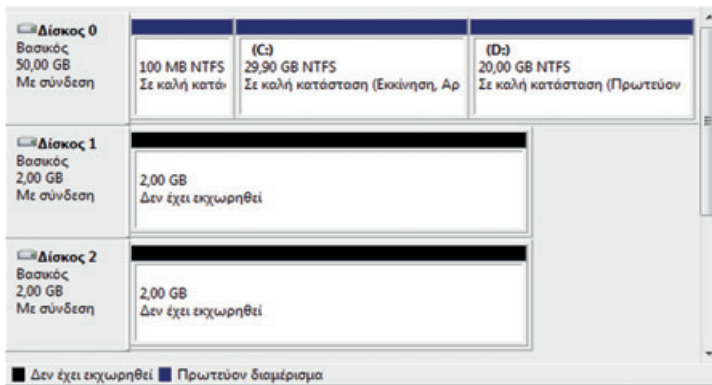 Δίσκος 0
Βασικός
50,00 GB
Με σύνδεση
100 MB NTFS
Σε καλή κατά
(C:)
29,90 GB NTFS
Σε καλή κατάσταση (Εκκίνηση, Αρ
(D:)
20,00 GB NTFS
Σε καλή κατάσταση (Πρωτεύον
Δίσκος 1
Βασικός
2,00 GB
Με σύνδεση
2,00 GB
Δεν έχει εκχωρηθεί
Δίσκος 2
Βασικός
2,00 GB
Με σύνδεση
2,00 GB
Δεν έχει εκχωρηθεί
Δεν έχει εκχωρηθεί Πρωτεύον διαμέρισμα